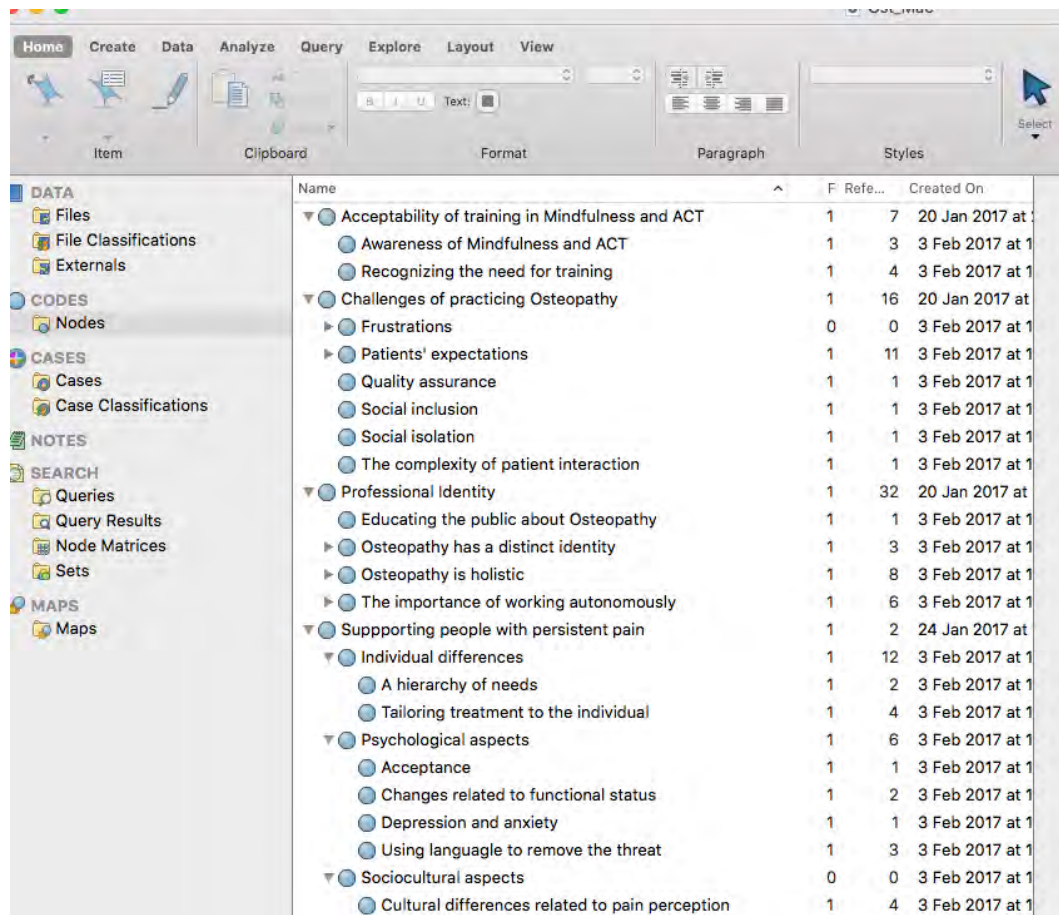 Home Create Data Analyze Query Explore Layout View
B I U Text:
Select
Item Clipboard Format Paragraph Styles
DATA
Files
File Classifications
Externals
CODES
Nodes
CASES
Cases
Case Classifications
NOTES
SEARCH
Queries
Query Results
Node Matrices
Sets
MAPS
Maps
Name F Refe... Created On
Acceptability of training in Mindfulness and ACT 1 7 20 Jan 2017 at
Awareness of Mindfulness and ACT 1 3 3 Feb 2017 at 1
Recognizing the need for training 1 4 3 Feb 2017 at 1
Challenges of practicing Osteopathy 1 16 20 Jan 2017 at
Frustrations 0 0 3 Feb 2017 at 1
Patients' expectations 1 11 3 Feb 2017 at 1
Quality assurance 1 1 3 Feb 2017 at 1
Social inclusion 1 1 3 Feb 2017 at 1
Social isolation 1 1 3 Feb 2017 at 1
The complexity of patient interaction 1 1 3 Feb 2017 at 1
Professional Identity 1 32 20 Jan 2017 at
Educating the public about Osteopathy 1 1 3 Feb 2017 at 1
Osteopathy has a distinct identity 1 3 3 Feb 2017 at 1
Osteopathy is holistic 1 8 3 Feb 2017 at 1
The importance of working autonomously 1 6 3 Feb 2017 at 1
Suppporting people with persistent pain 1 2 24 Jan 2017 at
Individual differences 1 12 3 Feb 2017 at 1
A hierarchy of needs 1 2 3 Feb 2017 at 1
Tailoring treatment to the individual 1 4 3 Feb 2017 at 1
Psychological aspects 1 6 3 Feb 2017 at 1
Acceptance 1 1 3 Feb 2017 at 1
Changes related to functional status 1 2 3 Feb 2017 at 1
Depression and anxiety 1 1 3 Feb 2017 at 1
Using languagle to remove the threat 1 3 3 Feb 2017 at 1
Sociocultural aspects 0 0 3 Feb 2017 at 1
Cultural differences related to pain perception 1 4 3 Feb 2017 at 1